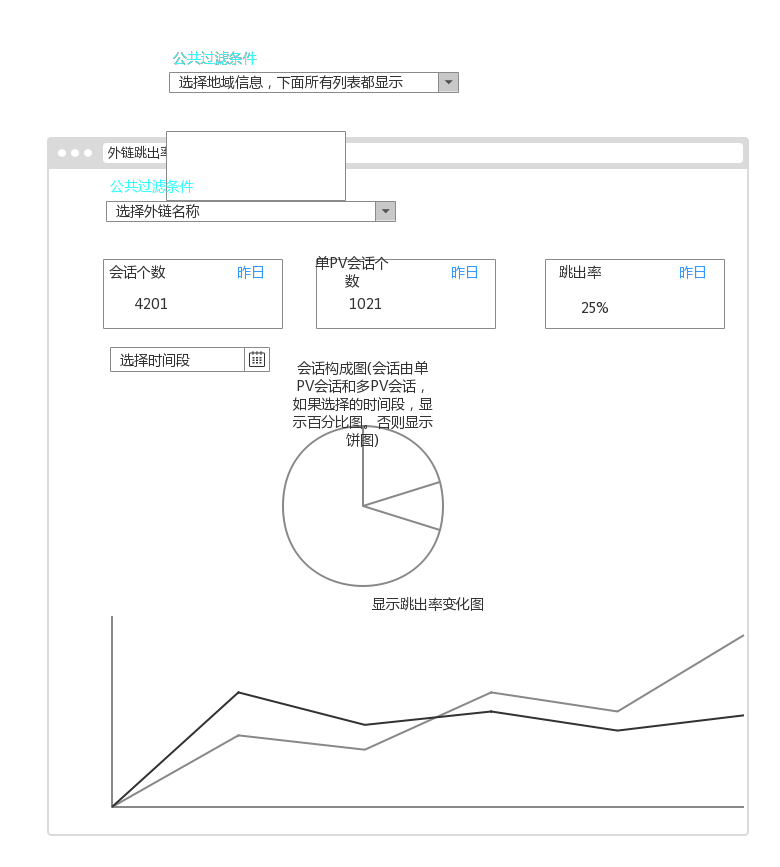 公共过滤条件
选择地域信息，下面所有列表都显示
外链跳出率
公共过滤条件
选择外链名称
会话个数 昨日
4201
单PV会话个
数
昨日
1021
跳出率 昨日
25%
选择时间段
会话构成图(会话由单
PV会话和多PV会话，
如果选择的时间段，显
示百分比图。否则显示
饼图)
显示跳出率变化图